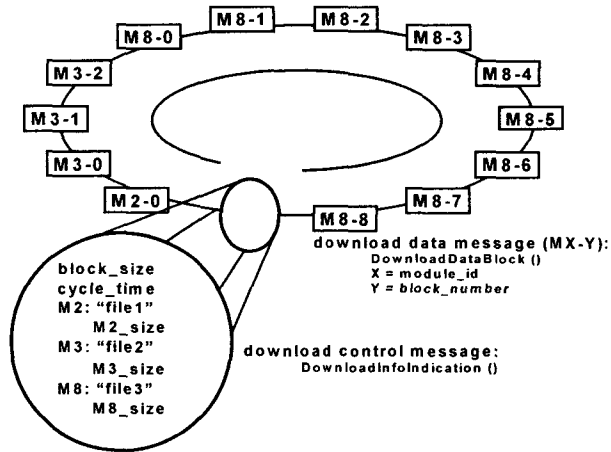 M8-1
M8-2
M8-0
M8-3
M3-2
M8-4
M3-1
M8-5
M3-0
M8-6
M2-0
M8-7
M8-8
download data message (MX-Y):
DownloadDataBlock ()
X = module_id
Y = block_number
block_size
cycle_time
M2: “file1”
M2_size
M3: “file2”
M3_size
M8: “file3”
M8_size
download control message:
DownloadInfoIndication ()